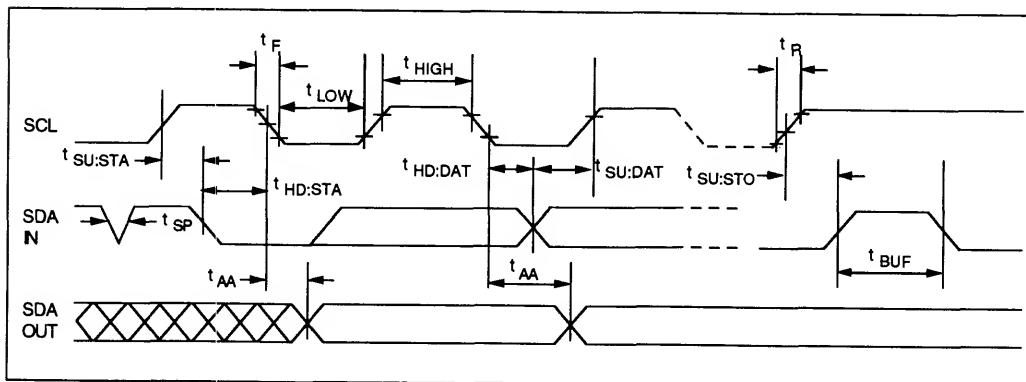 t F
t HIGH
t R
t LOW
SCL
t SU:STA
t HD:STA
t HD:DAT
t SU:DAT
t SU:STO
SDA
IN
t SP
t AA
t AA
t BUF
SDA
OUT